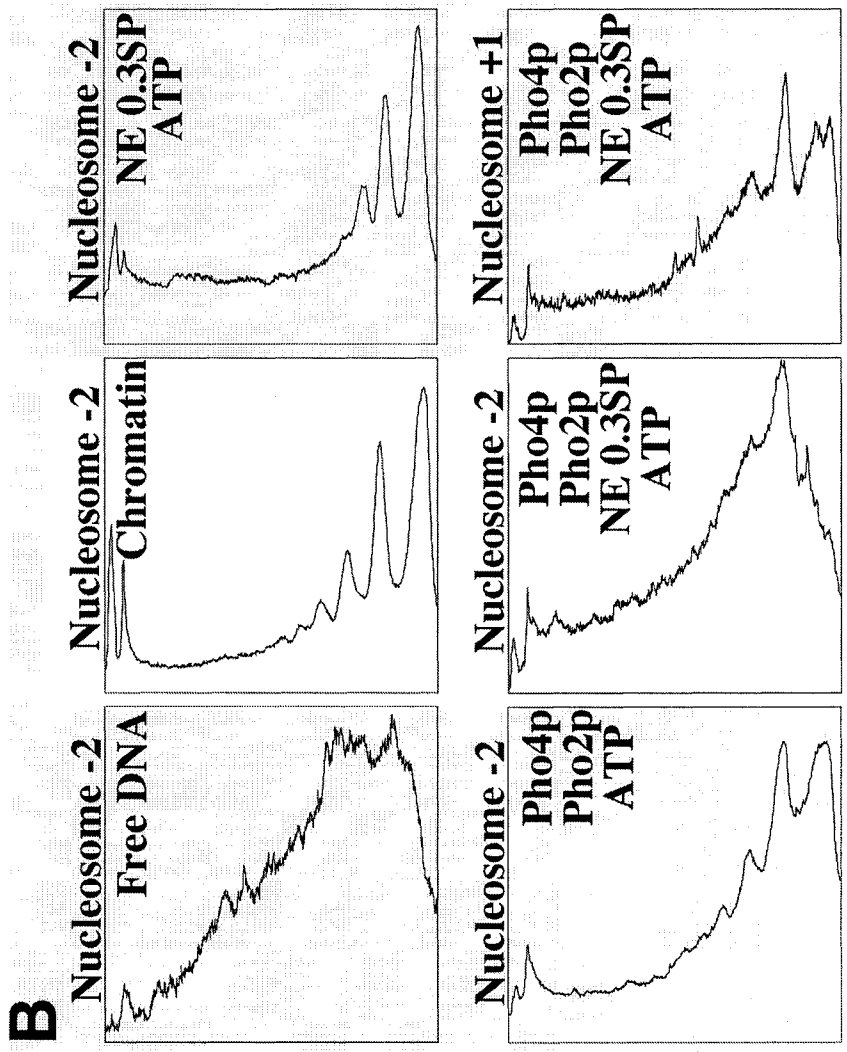 B
Nucleosome -2
Free DNA
Nucleosome -2
Chromatin
Nucleosome -2
NE 0.3SP
ATP
Nucleosome -2
Pho4p
Pho2p
ATP
Nucleosome -2
Pho4p
Pho2p
NE 0.3SP
ATP
Nucleosome +1
Pho4p
Pho2p
NE 0.3SP
ATP